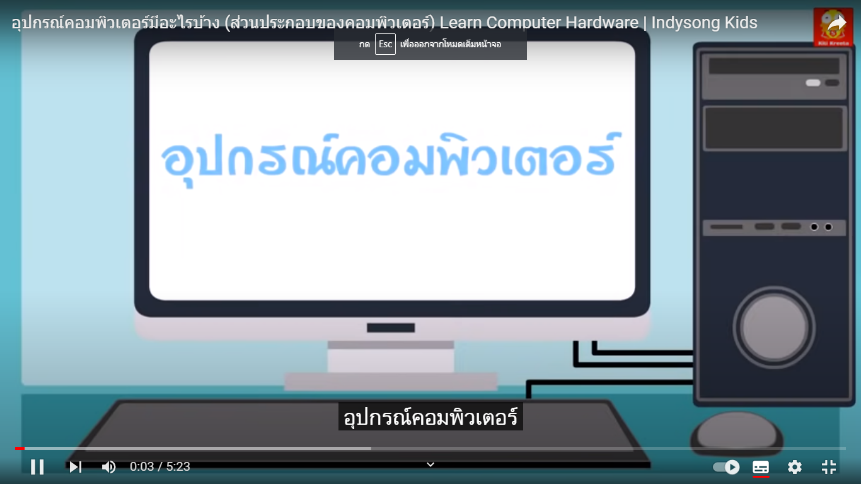 อุปกรณ์คอมพิวเตอร์มีอะไรบ้าง (ส่วนประกอบของคอมพิวเตอร์) Learn Computer Hardware | Indysong Kids
กด Esc เพื่อออกจากโหมดเต็มหน้าจอ
อุปกรณ์คอมพิวเตอร์
อุปกรณ์คอมพิวเตอร์
0:03 / 5:23